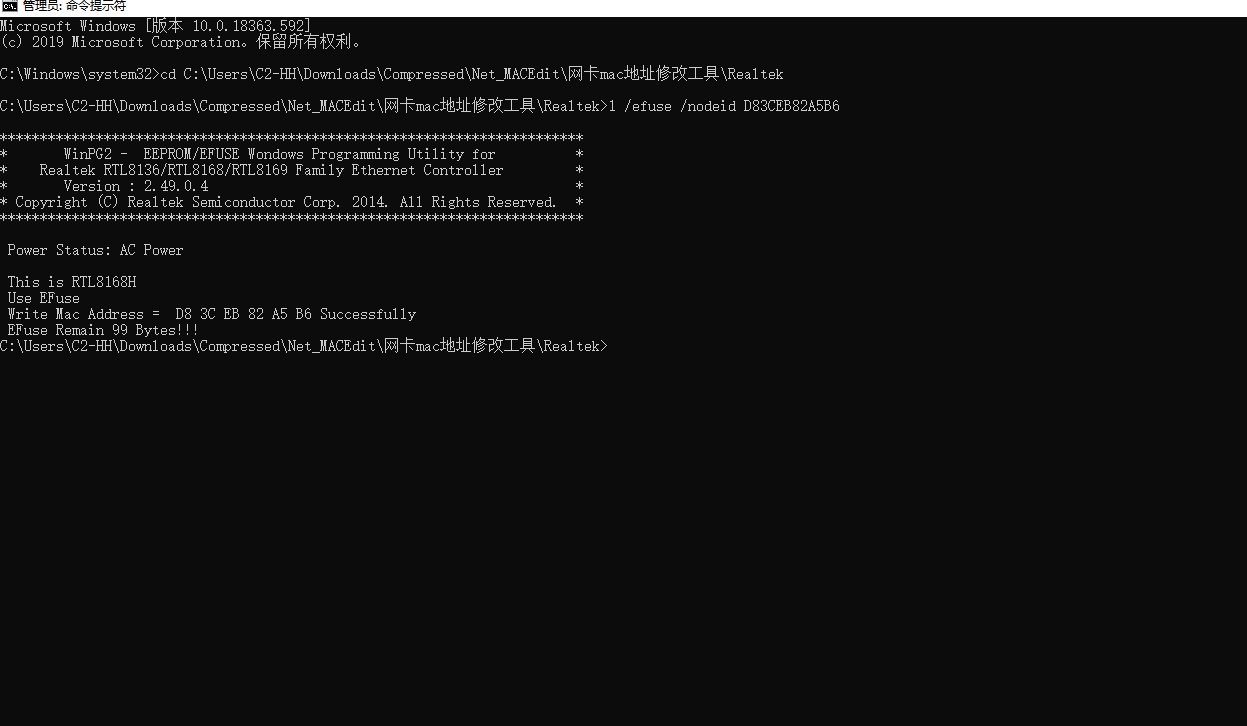 管理员: 命令提示符
Microsoft Windows [版本 10.0.18363.592]
(c) 2019 Microsoft Corporation。保留所有权利。
C:\Windows\system32>cd C:\Users\C2-HH\Downloads\Compressed\Net_MACEdit\网卡mac地址修改工具\Realtek
C:\Users\C2-HH\Downloads\Compressed\Net_MACEdit\网卡mac地址修改工具\Realtek>1 /efuse /nodeid D83CEB82A5B6
************************************************************************
*       WinPG2 -  EEPROM/EFUSE Wondows Programming Utility for          *
*    Realtek RTL8136/RTL8168/RTL8169 Family Ethernet Controller         *
*       Version : 2.49.0.4                                              *
* Copyright (C) Realtek Semiconductor Corp. 2014. All Rights Reserved.  *
************************************************************************
Power Status: AC Power
This is RTL8168H
Use EFuse
Write Mac Address =  D8 3C EB 82 A5 B6 Successfully
EFuse Remain 99 Bytes!!!
C:\Users\C2-HH\Downloads\Compressed\Net_MACEdit\网卡mac地址修改工具\Realtek>